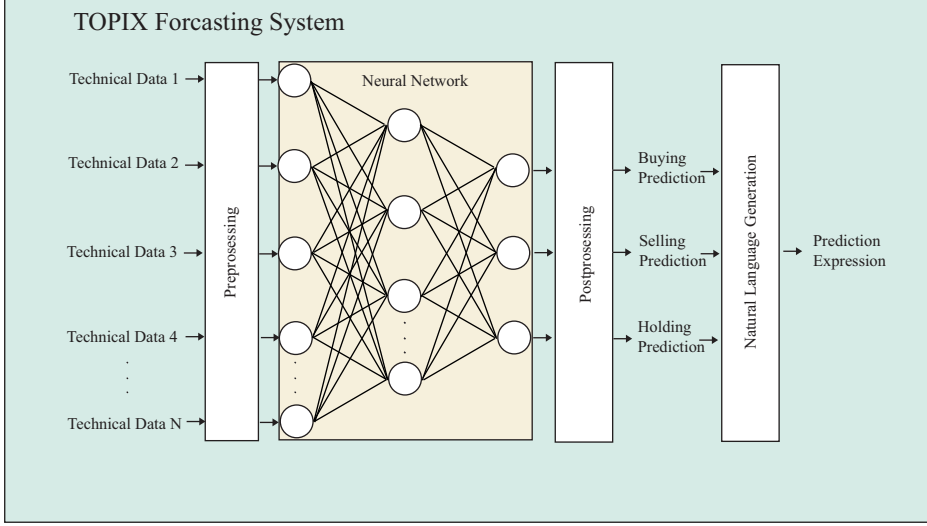 TOPIX Forcasting System
Technical Data 1
Technical Data 2
Technical Data 3
Technical Data 4
Technical Data N
Preprosessing
Neural Network
Postprosessing
Buying
Prediction
Selling
Prediction
Holding
Prediction
Natural Language Generation
Prediction
Expression